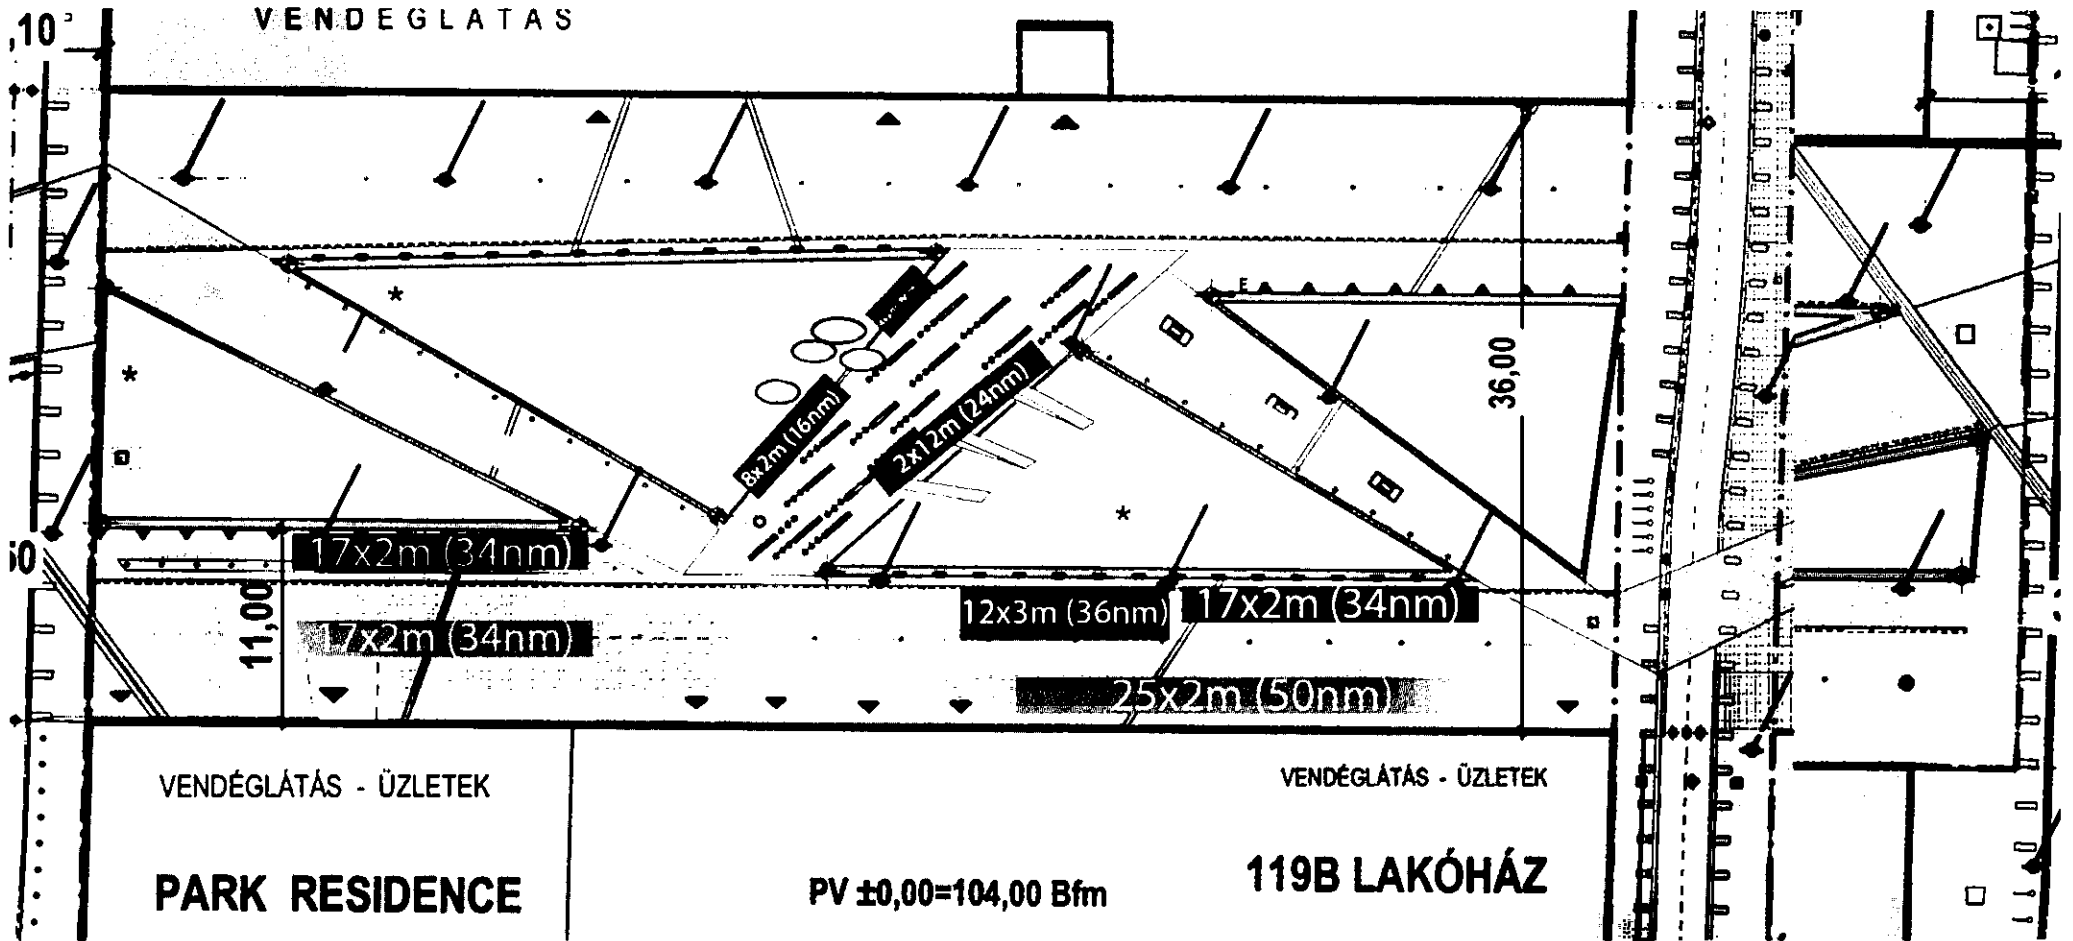 ,10
VENDÉGLÁTÁS
E
36,00
8x2m (16nm)
2x12m (24nm)
17x2m (34nm)
11,00
12x3m (36nm)
17x2m (34nm)
17x2m (34nm)
25x2m (50nm)
VENDÉGLÁTÁS - ÜZLETEK
VENDÉGLÁTÁS - ÜZLETEK
PARK RESIDENCE
PV ±0,00=104,00 Bfm
119B LAKÓHÁZ